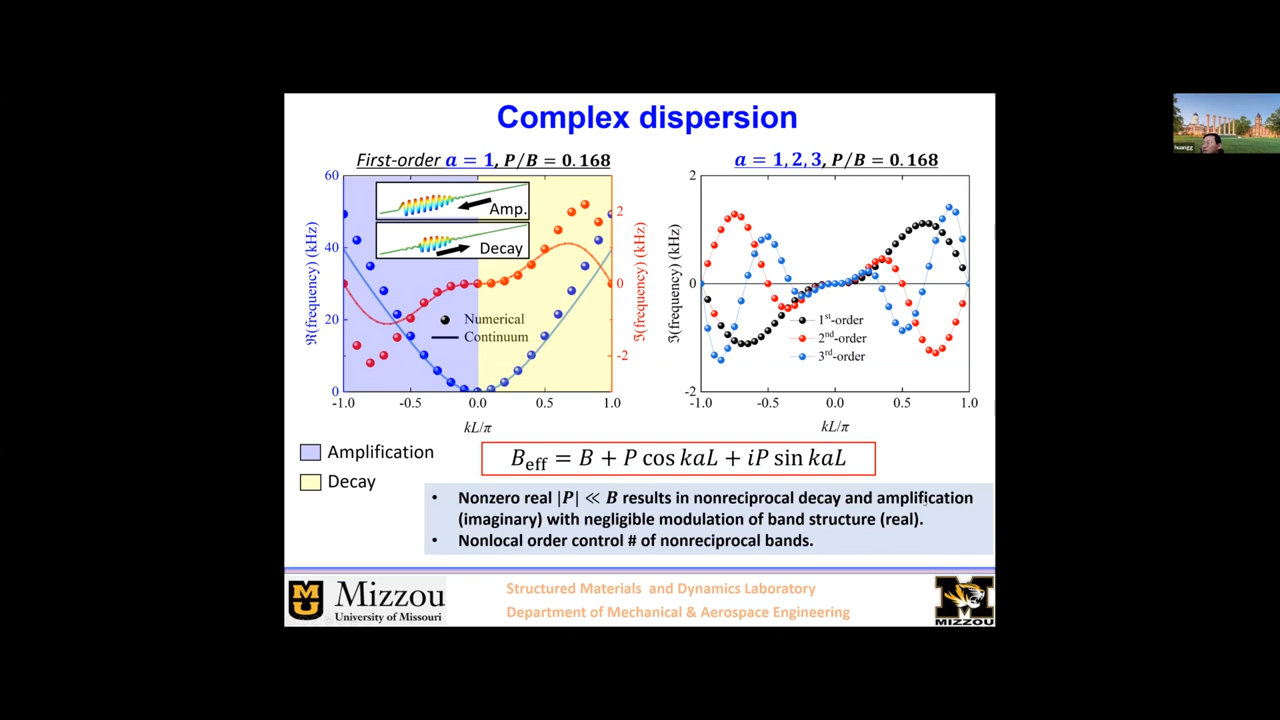 Complex dispersion
First-order a = 1, P/B = 0.168
60
40
20
0
ℜ(frequency) (kHz)
Amp.
Decay
Numerical
Continuum
2
0
-2
ℑ(frequency) (kHz)
-1.0 -0.5 0.0 0.5 1.0
kL/π
a = 1, 2, 3, P/B = 0.168
2
0
-2
ℑ(frequency) (kHz)
1st-order
2nd-order
3rd-order
-1.0 -0.5 0.0 0.5 1.0
kL/π
Amplification
Decay
B_eff = B + P cos kaL + iP sin kaL
• Nonzero real |P| ≪ B results in nonreciprocal decay and amplification
(imaginary) with negligible modulation of band structure (real).
• Nonlocal order control # of nonreciprocal bands.
Mizzou
University of Missouri
Structured Materials and Dynamics Laboratory
Department of Mechanical & Aerospace Engineering
MIZZOU
huangg